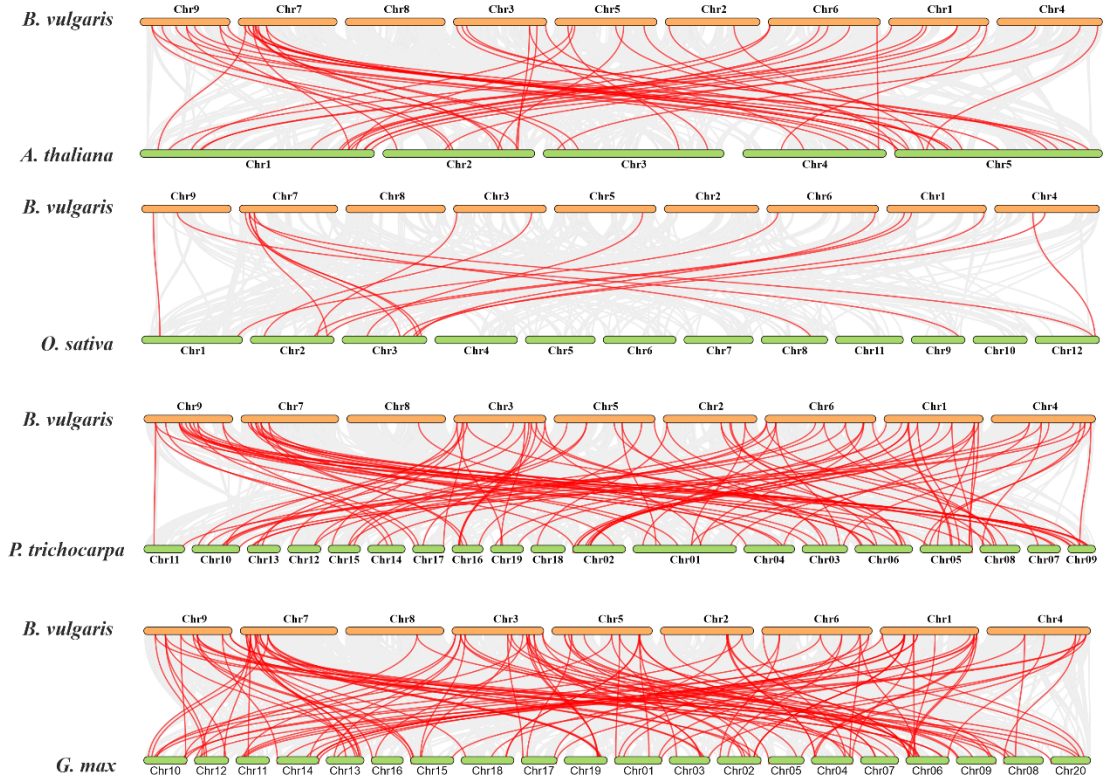 Chr9 Chr7 Chr8 Chr3 Chr5 Chr2 Chr6 Chr1 Chr4
B. vulgaris
A. thaliana
Chr1 Chr2 Chr3 Chr4 Chr5
Chr9 Chr7 Chr8 Chr3 Chr5 Chr2 Chr6 Chr1 Chr4
B. vulgaris
O. sativa
Chr1 Chr2 Chr3 Chr4 Chr5 Chr6 Chr7 Chr8 Chr11 Chr9 Chr10 Chr12
Chr9 Chr7 Chr8 Chr3 Chr5 Chr2 Chr6 Chr1 Chr4
B. vulgaris
P. trichocarpa
Chr11 Chr10 Chr13 Chr12 Chr15 Chr14 Chr17 Chr16 Chr19 Chr18 Chr02 Chr01 Chr04 Chr03 Chr06 Chr05 Chr08 Chr07 Chr09
Chr9 Chr7 Chr8 Chr3 Chr5 Chr2 Chr6 Chr1 Chr4
B. vulgaris
G. max
Chr10 Chr12 Chr11 Chr14 Chr13 Chr16 Chr15 Chr18 Chr17 Chr19 Chr01 Chr03 Chr02 Chr05 Chr04 Chr07 Chr06 Chr09 Chr08 Chr20